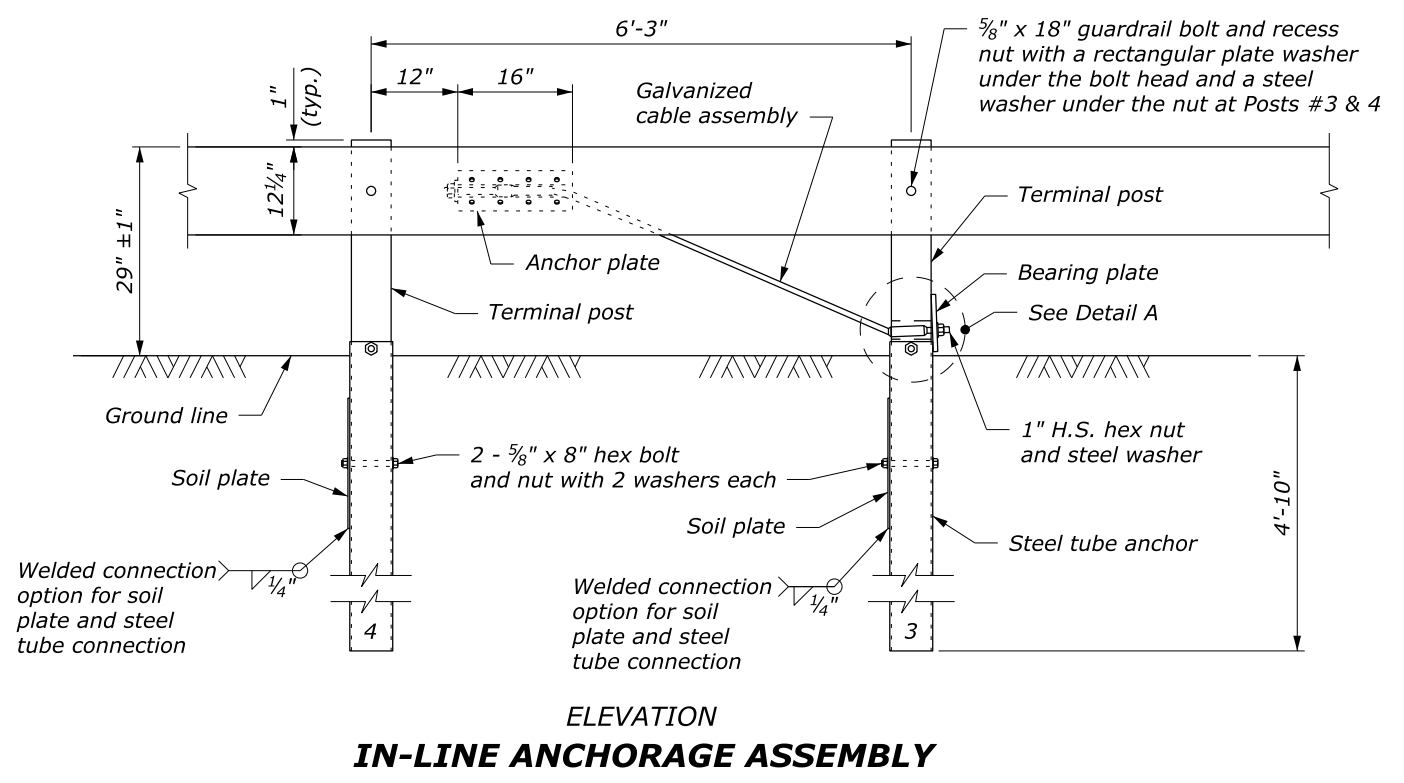 6'-3"
⅝" x 18" guardrail bolt and recess
nut with a rectangular plate washer
under the bolt head and a steel
washer under the nut at Posts #3 & 4
12"
16"
1"
(typ.)
Galvanized
cable assembly
29" ±1"
12¼"
Terminal post
Anchor plate
Bearing plate
Terminal post
See Detail A
Ground line
1" H.S. hex nut
and steel washer
2 - ⅝" x 8" hex bolt
and nut with 2 washers each
Soil plate
4'-10"
Soil plate
Steel tube anchor
Welded connection
option for soil
plate and steel
tube connection
¼"
Welded connection
option for soil
plate and steel
tube connection
¼"
4
3
ELEVATION
IN-LINE ANCHORAGE ASSEMBLY